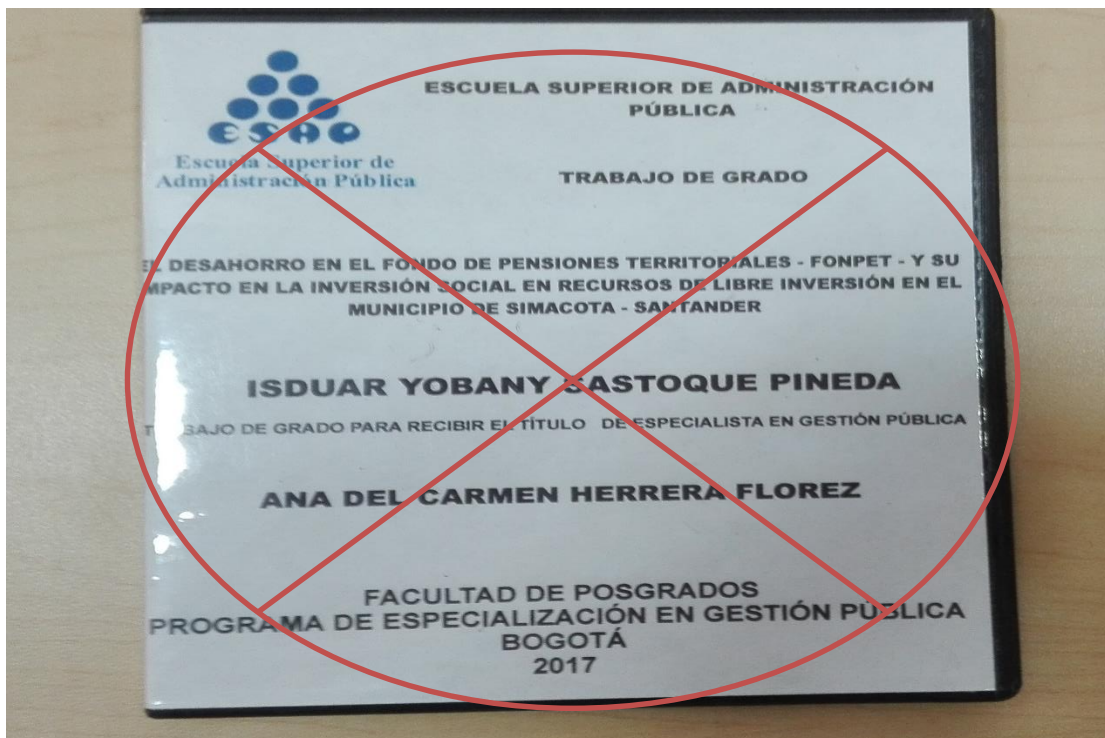 ESAP
Escuela Superior de
Administración Pública
ESCUELA SUPERIOR DE ADMINISTRACIÓN
PÚBLICA
TRABAJO DE GRADO
EL DESAHORRO EN EL FONDO DE PENSIONES TERRITORIALES - FONPET - Y SU
IMPACTO EN LA INVERSIÓN SOCIAL EN RECURSOS DE LIBRE INVERSIÓN EN EL
MUNICIPIO DE SIMACOTA - SANTANDER
ISDUAR YOBANY SASTOQUE PINEDA
TRABAJO DE GRADO PARA RECIBIR EL TÍTULO DE ESPECIALISTA EN GESTIÓN PÚBLICA
ANA DEL CARMEN HERRERA FLOREZ
FACULTAD DE POSGRADOS
PROGRAMA DE ESPECIALIZACIÓN EN GESTIÓN PÚBLICA
BOGOTÁ
2017